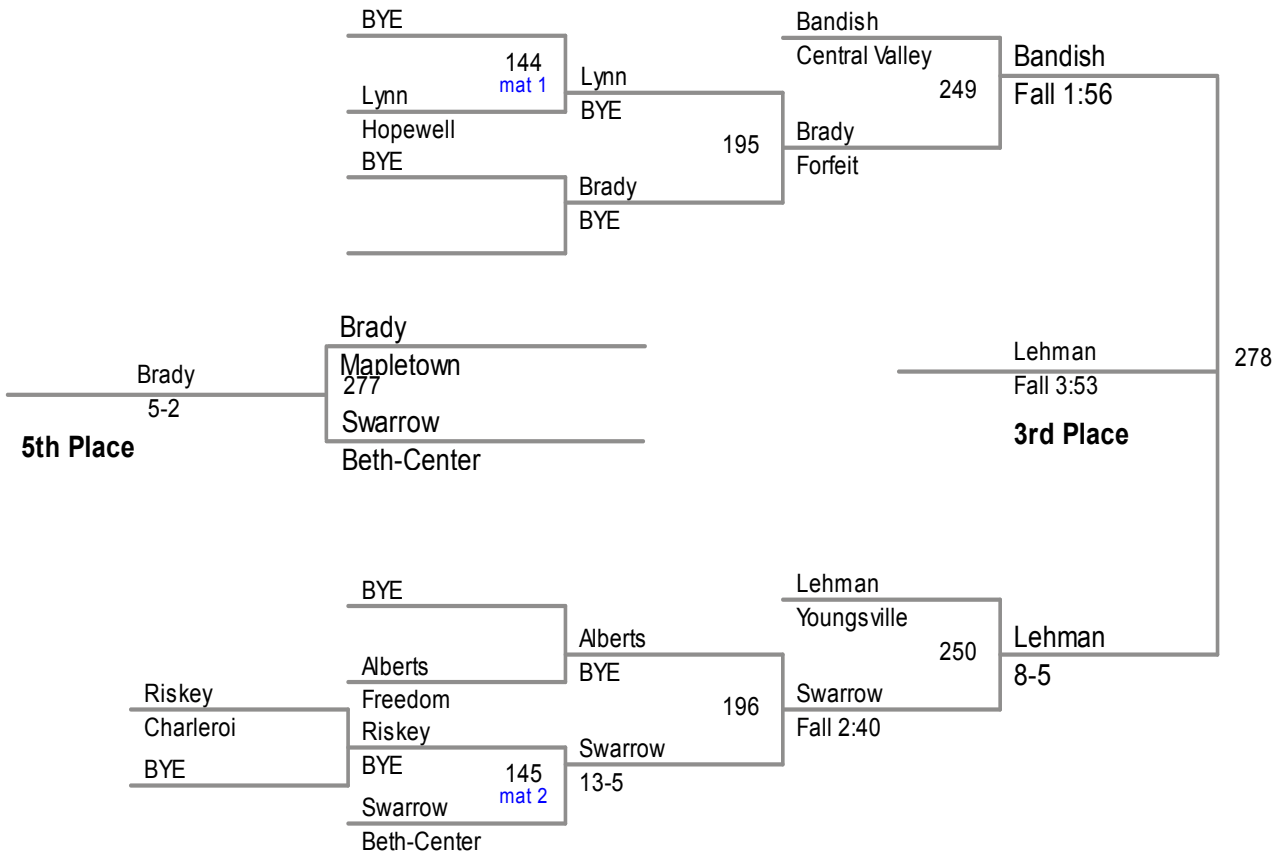 BYE
144
mat 1
Lynn
Hopewell
Lynn
BYE
BYE
Brady
BYE
195
Bandish
Central Valley
249
Brady
Forfeit
Bandish
Fall 1:56
Brady
Mapletown
277
Swarrow
Beth-Center
Brady
5-2
5th Place
Lehman
Fall 3:53
3rd Place
278
BYE
Alberts
Freedom
Alberts
BYE
Riskey
Charleroi
BYE
Riskey
BYE
145
mat 2
Swarrow
Beth-Center
Swarrow
13-5
196
Lehman
Youngsville
250
Swarrow
Fall 2:40
Lehman
8-5